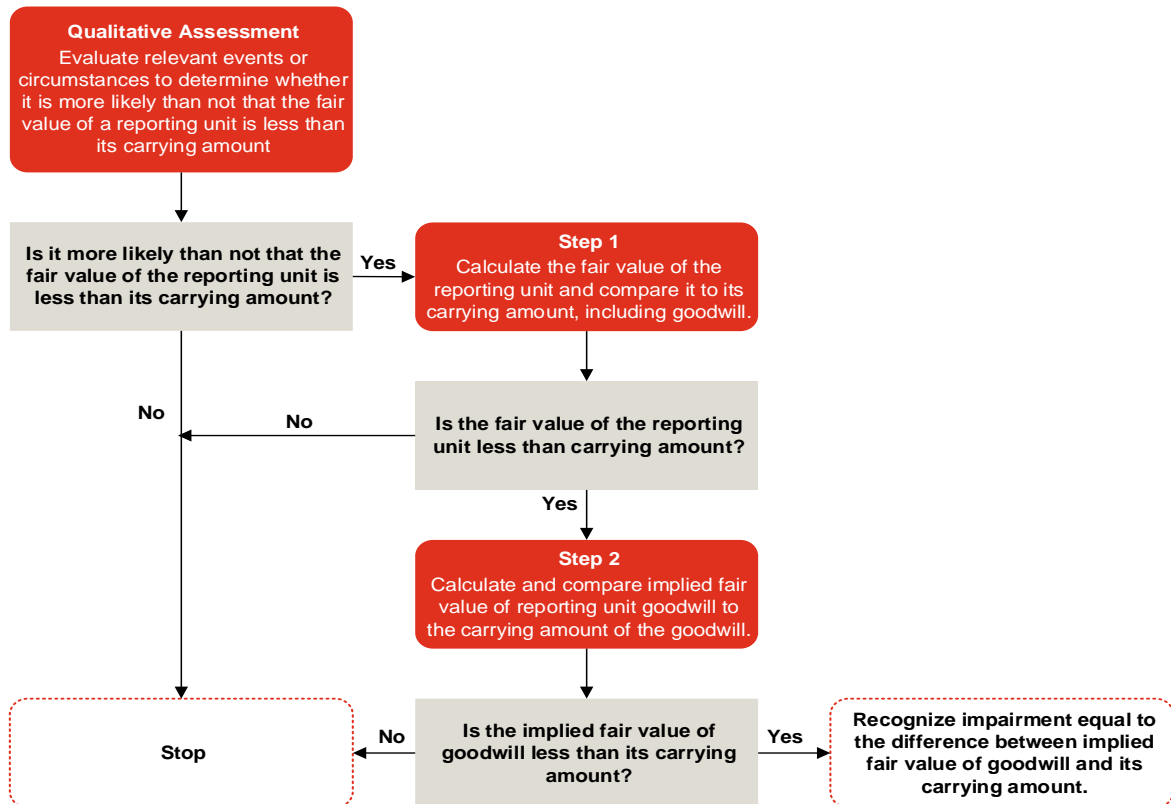 Qualitative Assessment
Evaluate relevant events or
circumstances to determine whether
it is more likely than not that the fair
value of a reporting unit is less than
its carrying amount
Is it more likely than not that the
fair value of the reporting unit is
less than its carrying amount?
Yes
Step 1
Calculate the fair value of the
reporting unit and compare it to its
carrying amount, including goodwill.
No
No
Is the fair value of the reporting
unit less than carrying amount?
Yes
Step 2
Calculate and compare implied fair
value of reporting unit goodwill to
the carrying amount of the goodwill.
Stop
No
Is the implied fair value of
goodwill less than its carrying
amount?
Yes
Recognize impairment equal to
the difference between implied
fair value of goodwill and its
carrying amount.